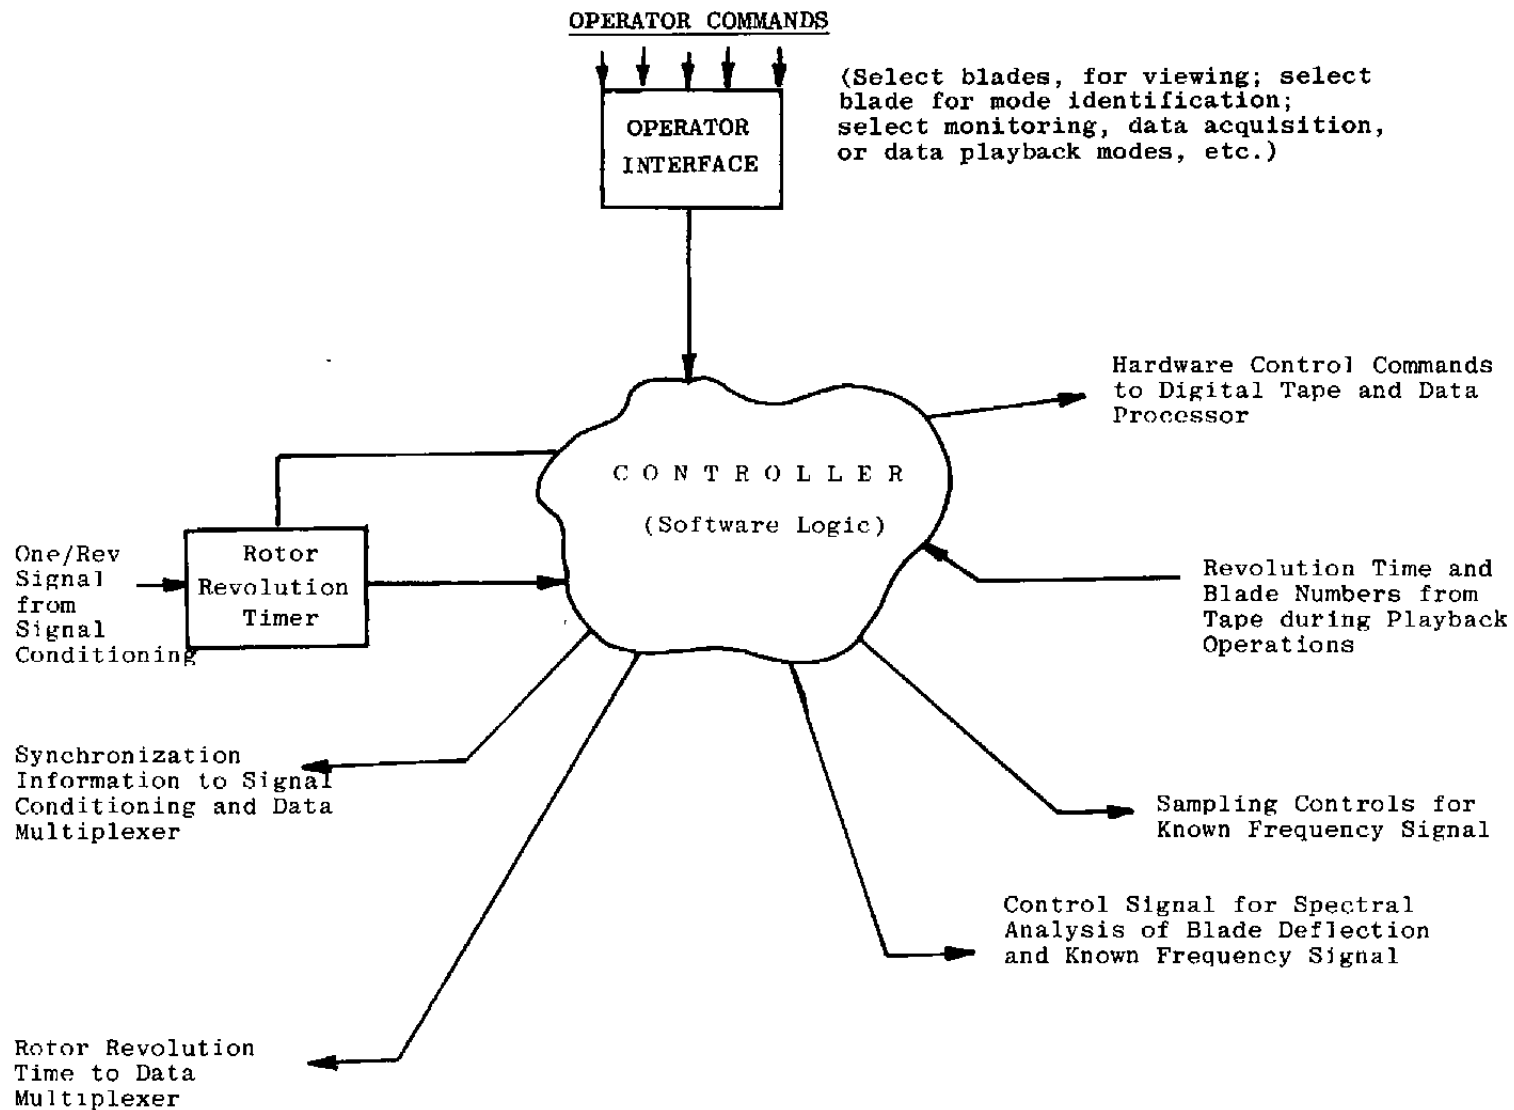 OPERATOR COMMANDS
(Select blades, for viewing; select
blade for mode identification;
select monitoring, data acquisition,
or data playback modes, etc.)
OPERATOR
INTERFACE
Hardware Control Commands
to Digital Tape and Data
Processor
C O N T R O L L E R
(Software Logic)
One/Rev
Signal
from
Signal
Conditioning
Rotor
Revolution
Timer
Revolution Time and
Blade Numbers from
Tape during Playback
Operations
Synchronization
Information to Signal
Conditioning and Data
Multiplexer
Sampling Controls for
Known Frequency Signal
Control Signal for Spectral
Analysis of Blade Deflection
and Known Frequency Signal
Rotor Revolution
Time to Data
Multiplexer